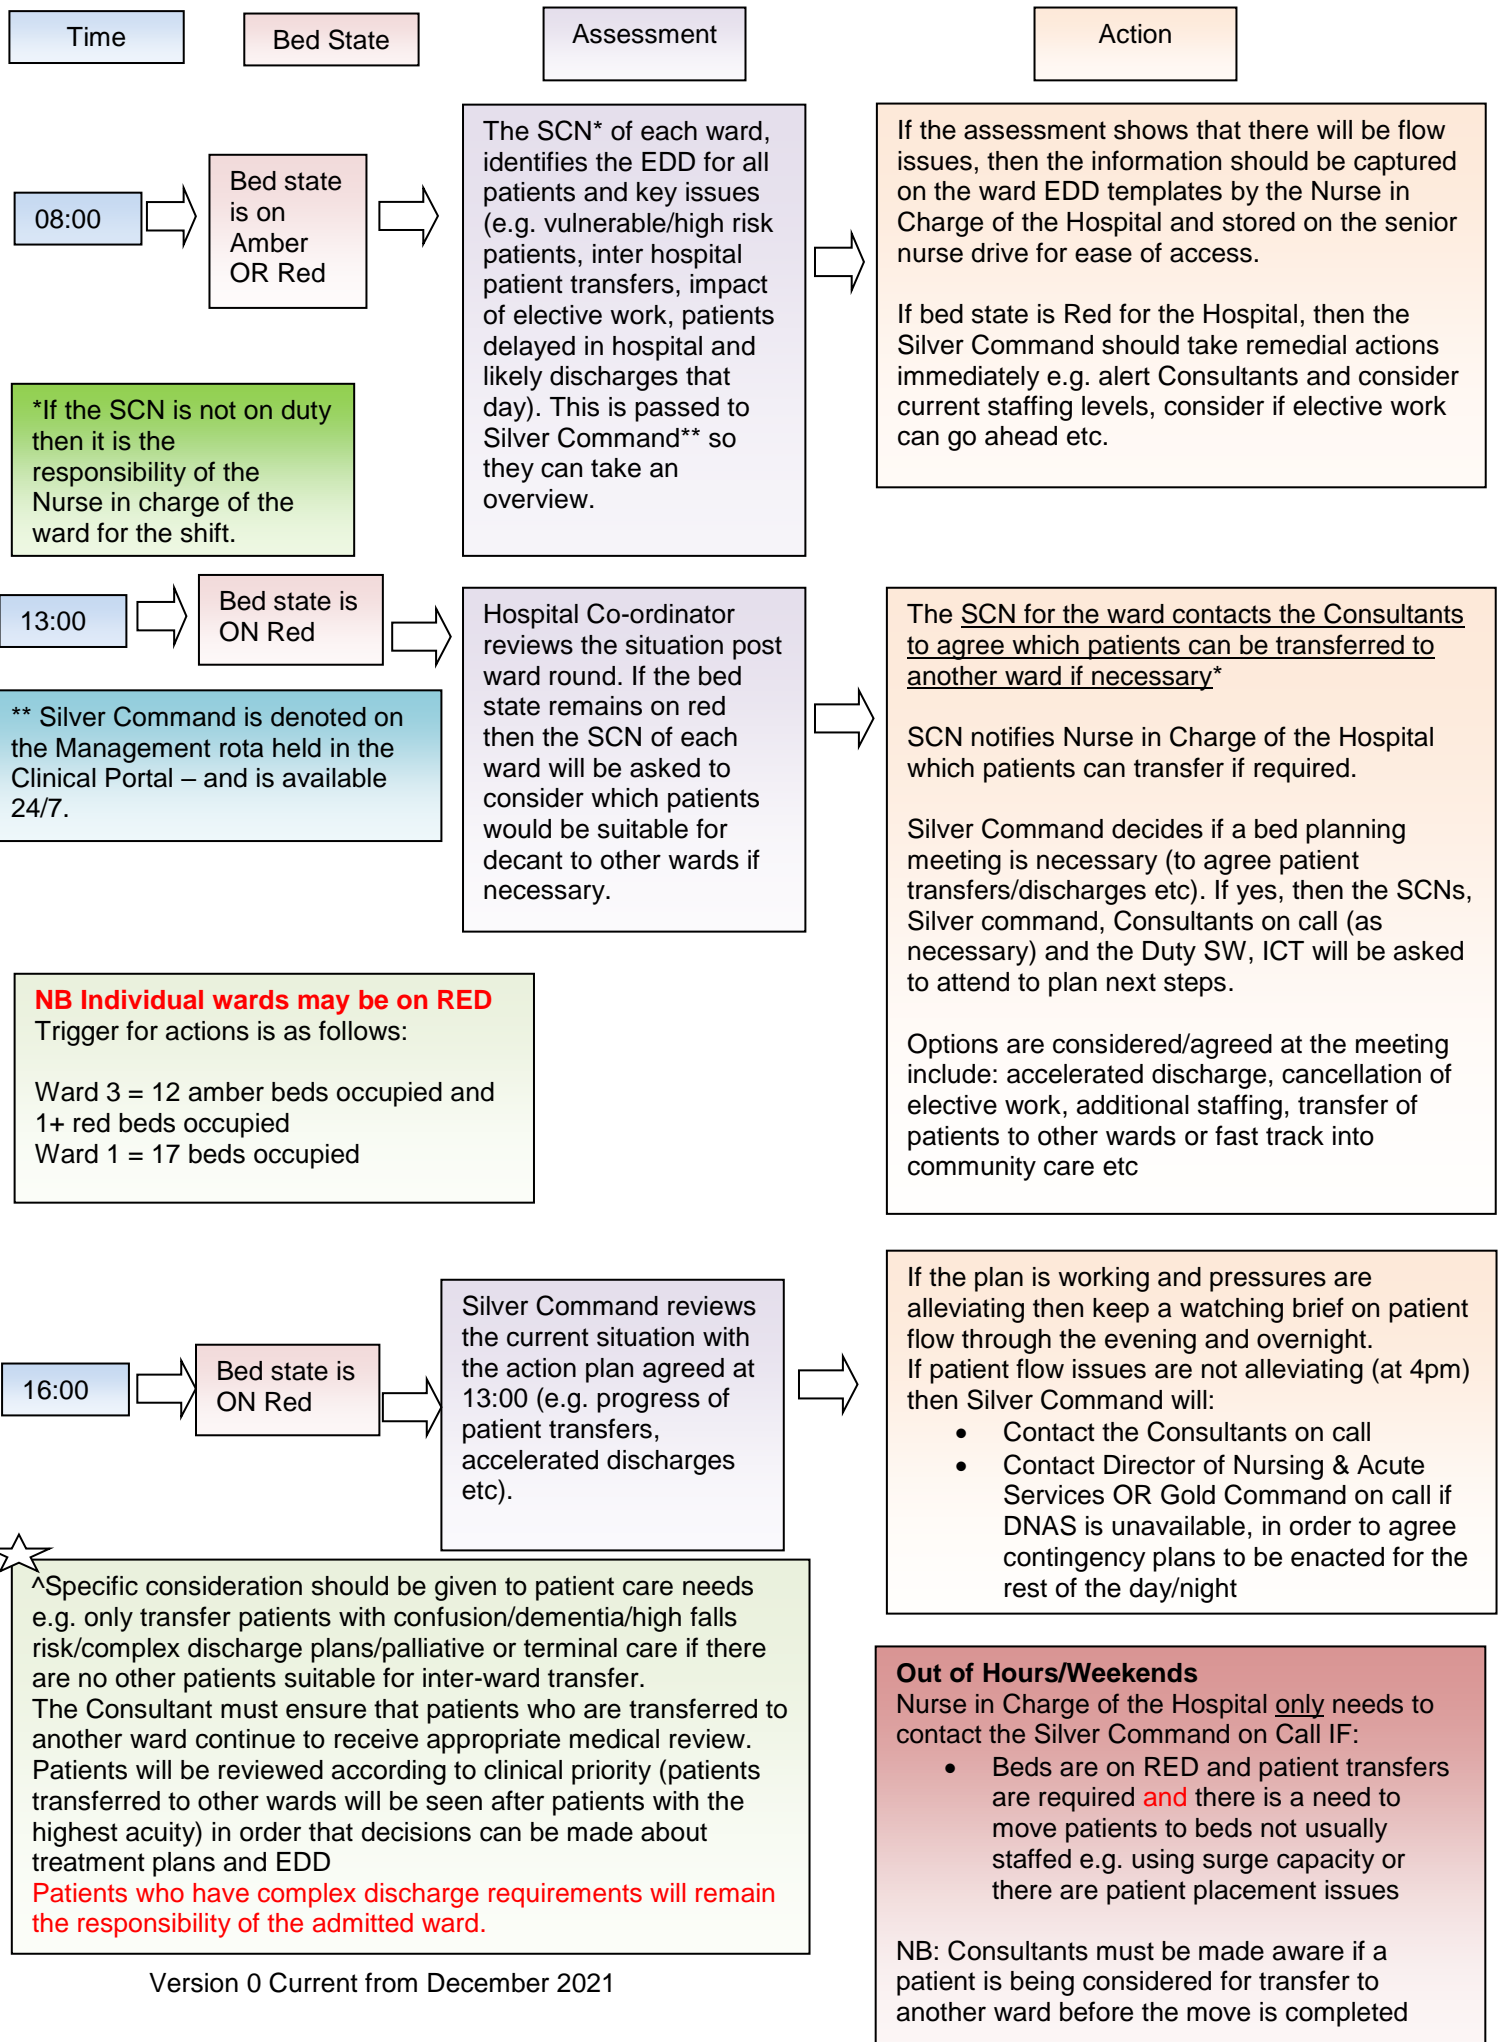 Time
Bed State
Assessment
Action
08:00
Bed state
is on
Amber
OR Red
The SCN* of each ward,
identifies the EDD for all
patients and key issues
(e.g. vulnerable/high risk
patients, inter hospital
patient transfers, impact
of elective work, patients
delayed in hospital and
likely discharges that
day). This is passed to
Silver Command** so
they can take an
overview.
If the assessment shows that there will be flow
issues, then the information should be captured
on the ward EDD templates by the Nurse in
Charge of the Hospital and stored on the senior
nurse drive for ease of access.
If bed state is Red for the Hospital, then the
Silver Command should take remedial actions
immediately e.g. alert Consultants and consider
current staffing levels, consider if elective work
can go ahead etc.
*If the SCN is not on duty
then it is the
responsibility of the
Nurse in charge of the
ward for the shift.
13:00
Bed state is
ON Red
Hospital Co-ordinator
reviews the situation post
ward round. If the bed
state remains on red
then the SCN of each
ward will be asked to
consider which patients
would be suitable for
decant to other wards if
necessary.
The SCN for the ward contacts the Consultants
to agree which patients can be transferred to
another ward if necessary*
SCN notifies Nurse in Charge of the Hospital
which patients can transfer if required.
Silver Command decides if a bed planning
meeting is necessary (to agree patient
transfers/discharges etc). If yes, then the SCNs,
Silver command, Consultants on call (as
necessary) and the Duty SW, ICT will be asked
to attend to plan next steps.
Options are considered/agreed at the meeting
include: accelerated discharge, cancellation of
elective work, additional staffing, transfer of
patients to other wards or fast track into
community care etc
** Silver Command is denoted on
the Management rota held in the
Clinical Portal – and is available
24/7.
NB Individual wards may be on RED
Trigger for actions is as follows:
Ward 3 = 12 amber beds occupied and
1+ red beds occupied
Ward 1 = 17 beds occupied
16:00
Bed state is
ON Red
Silver Command reviews
the current situation with
the action plan agreed at
13:00 (e.g. progress of
patient transfers,
accelerated discharges
etc).
If the plan is working and pressures are
alleviating then keep a watching brief on patient
flow through the evening and overnight.
If patient flow issues are not alleviating (at 4pm)
then Silver Command will:
• Contact the Consultants on call
• Contact Director of Nursing & Acute
Services OR Gold Command on call if
DNAS is unavailable, in order to agree
contingency plans to be enacted for the
rest of the day/night
^Specific consideration should be given to patient care needs
e.g. only transfer patients with confusion/dementia/high falls
risk/complex discharge plans/palliative or terminal care if there
are no other patients suitable for inter-ward transfer.
The Consultant must ensure that patients who are transferred to
another ward continue to receive appropriate medical review.
Patients will be reviewed according to clinical priority (patients
transferred to other wards will be seen after patients with the
highest acuity) in order that decisions can be made about
treatment plans and EDD
Patients who have complex discharge requirements will remain
the responsibility of the admitted ward.
Out of Hours/Weekends
Nurse in Charge of the Hospital only needs to
contact the Silver Command on Call IF:
• Beds are on RED and patient transfers
are required and there is a need to
move patients to beds not usually
staffed e.g. using surge capacity or
there are patient placement issues
NB: Consultants must be made aware if a
patient is being considered for transfer to
another ward before the move is completed
Version 0 Current from December 2021